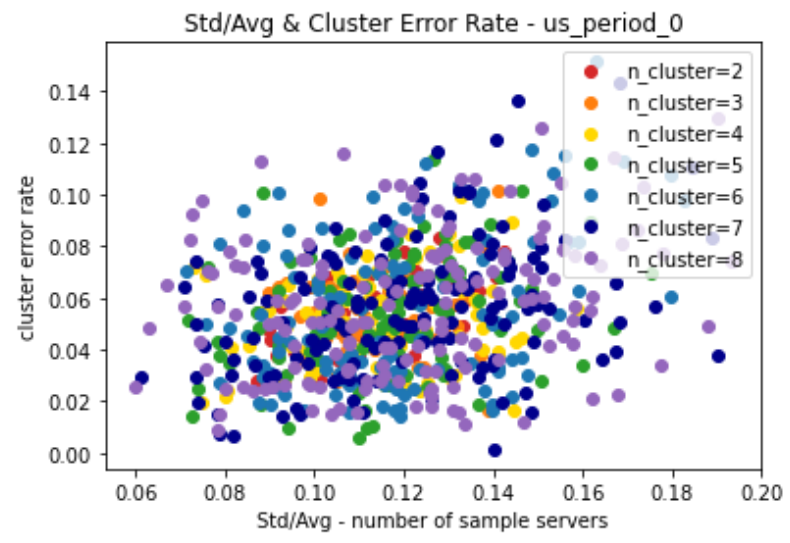 Std/Avg & Cluster Error Rate - us_period_0
n_cluster=2
n_cluster=3
n_cluster=4
n_cluster=5
n_cluster=6
n_cluster=7
n_cluster=8
cluster error rate
0.14
0.12
0.10
0.08
0.06
0.04
0.02
0.00
0.06 0.08 0.10 0.12 0.14 0.16 0.18 0.20
Std/Avg - number of sample servers